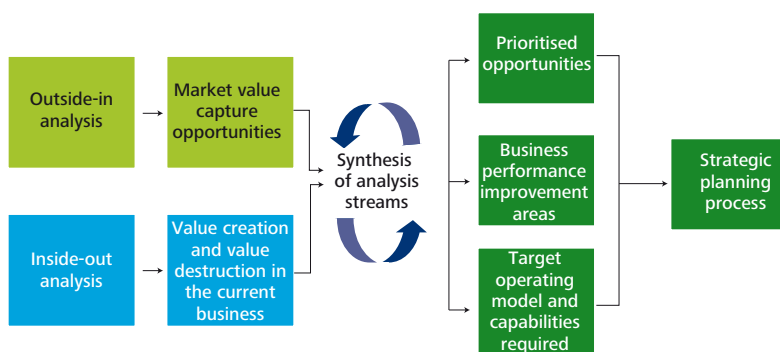 Outside-in
analysis
Market value
capture
opportunities
Inside-out
analysis
Value creation
and value
destruction in
the current
business
Synthesis
of analysis
streams
Prioritised
opportunities
Business
performance
improvement
areas
Target
operating
model and
capabilities
required
Strategic
planning
process